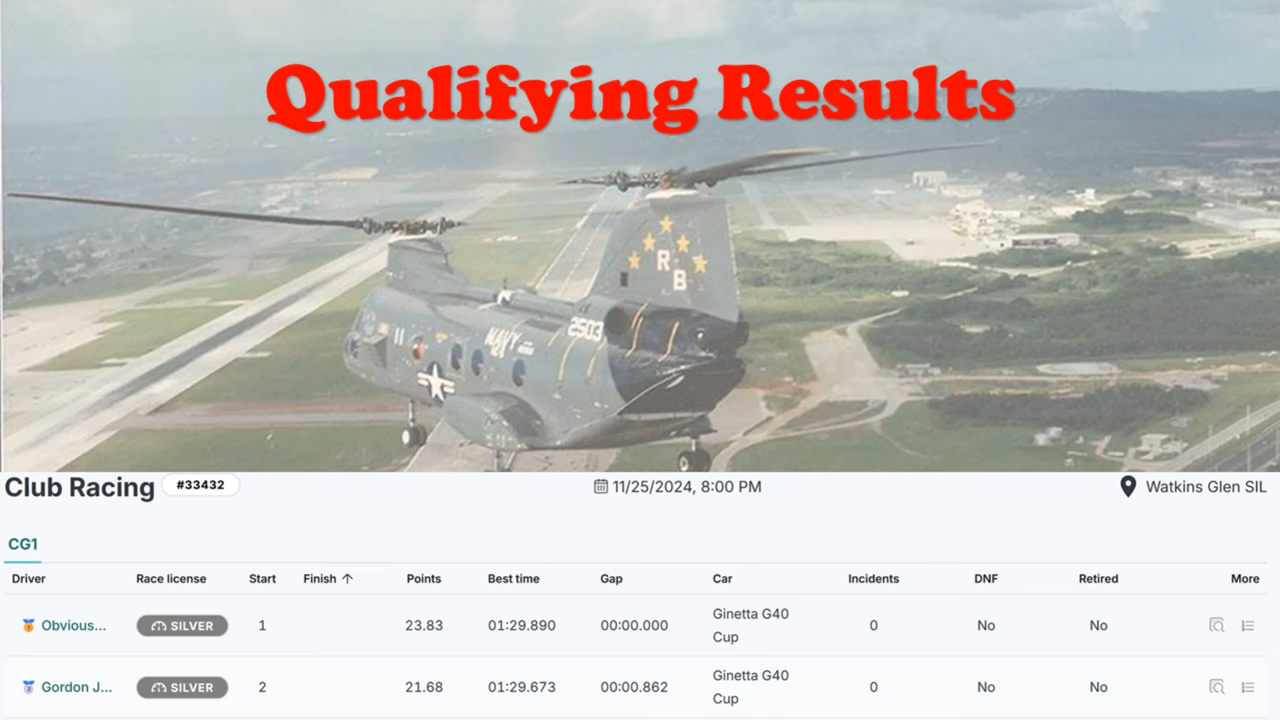 Qualifying Results
R
B
2503
11
NAVY
Club Racing #33432 11/25/2024, 8:00 PM Watkins Glen SIL
CG1
Driver Race license Start Finish ↑ Points Best time Gap Car Incidents DNF Retired More
Obvious... SILVER 1 23.83 01:29.890 00:00.000 Ginetta G40 Cup 0 No No
Gordon J... SILVER 2 21.68 01:29.673 00:00.862 Ginetta G40 Cup 0 No No